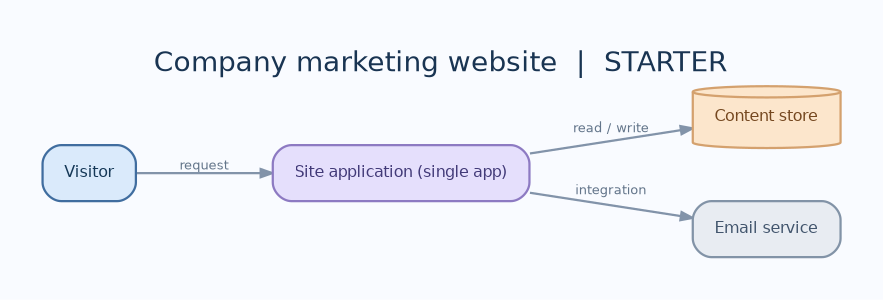 Company marketing website | STARTER
Visitor
request
Site application (single app)
read / write
Content store
integration
Email service